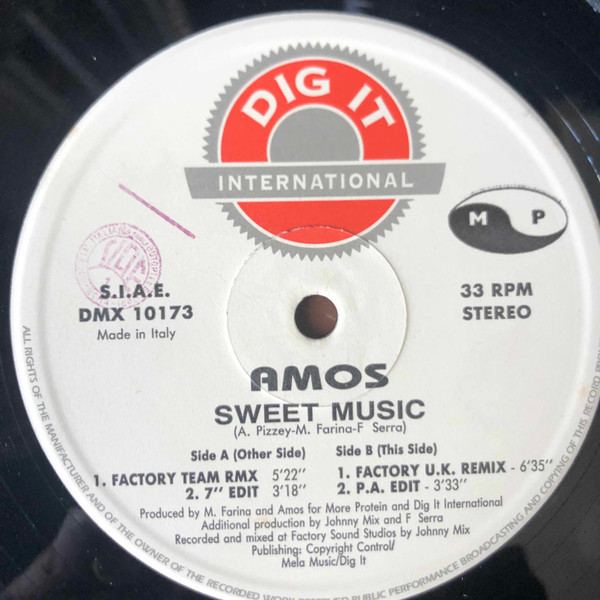 DIG IT
INTERNATIONAL
M P
S.I.A.E.
DMX 10173
Made in Italy
33 RPM
STEREO
AMOS
SWEET MUSIC
(A. Pizzey-M. Farina-F Serra)
Side A (Other Side)
1. FACTORY TEAM RMX 5'22"
2. 7" EDIT 3'18"
Side B (This Side)
1. FACTORY U.K. REMIX - 6'35"
2. P.A. EDIT - 3'33"
Produced by M. Farina and Amos for More Protein and Dig It International
Additional production by Johnny Mix and F Serra
Recorded and mixed at Factory Sound Studios by Johnny Mix
Publishing: Copyright Control/
Mela Music/Dig It
ALL RIGHTS OF THE MANUFACTURER AND OF THE OWNER OF THE RECORDED WORK RESERVED PUBLIC PERFORMANCE BROADCASTING AND COPYING OF THIS RECORD